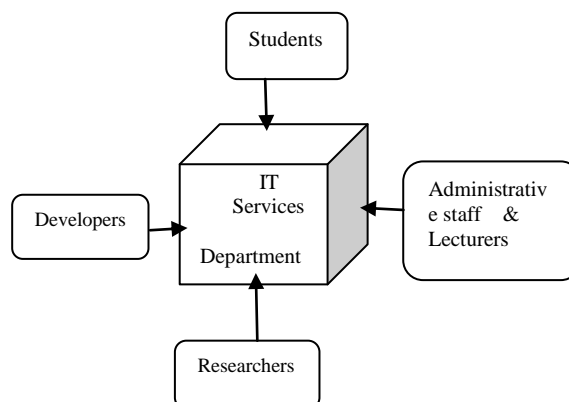 Students
IT
Services
Department
Developers
Administrativ
e staff &
Lecturers
Researchers